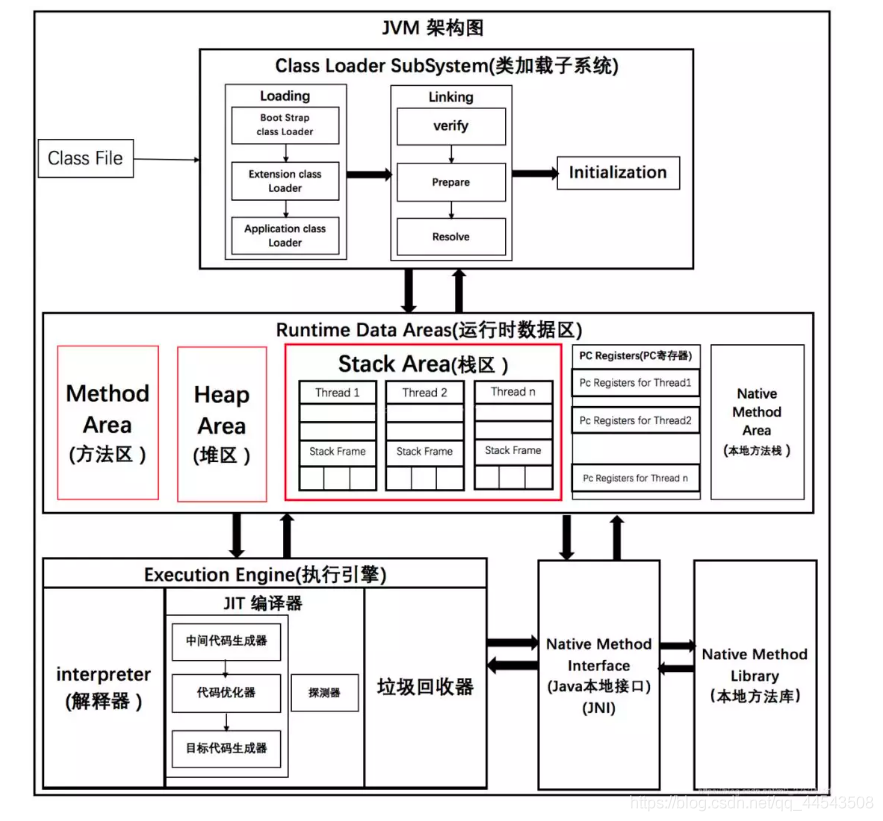 JVM 架构图
Class Loader SubSystem(类加载子系统)
Loading
Boot Strap
class Loader
Extension class
Loader
Application class
Loader
Linking
verify
Prepare
Resolve
Initialization
Class File
Runtime Data Areas(运行时数据区)
Method
Area
(方法区)
Heap
Area
(堆区)
Stack Area(栈区)
Thread 1
Stack Frame
Thread 2
Stack Frame
Thread n
Stack Frame
PC Registers(PC寄存器)
Pc Registers for Thread1
Pc Registers for Thread2
Pc Registers for Thread n
Native
Method
Area
(本地方法栈)
Execution Engine(执行引擎)
interpreter
(解释器)
JIT 编译器
中间代码生成器
代码优化器
目标代码生成器
探测器
垃圾回收器
Native Method
Interface
(Java本地接口)
(JNI)
Native Method
Library
(本地方法库)
https://blog.csdn.net/qq_44543508